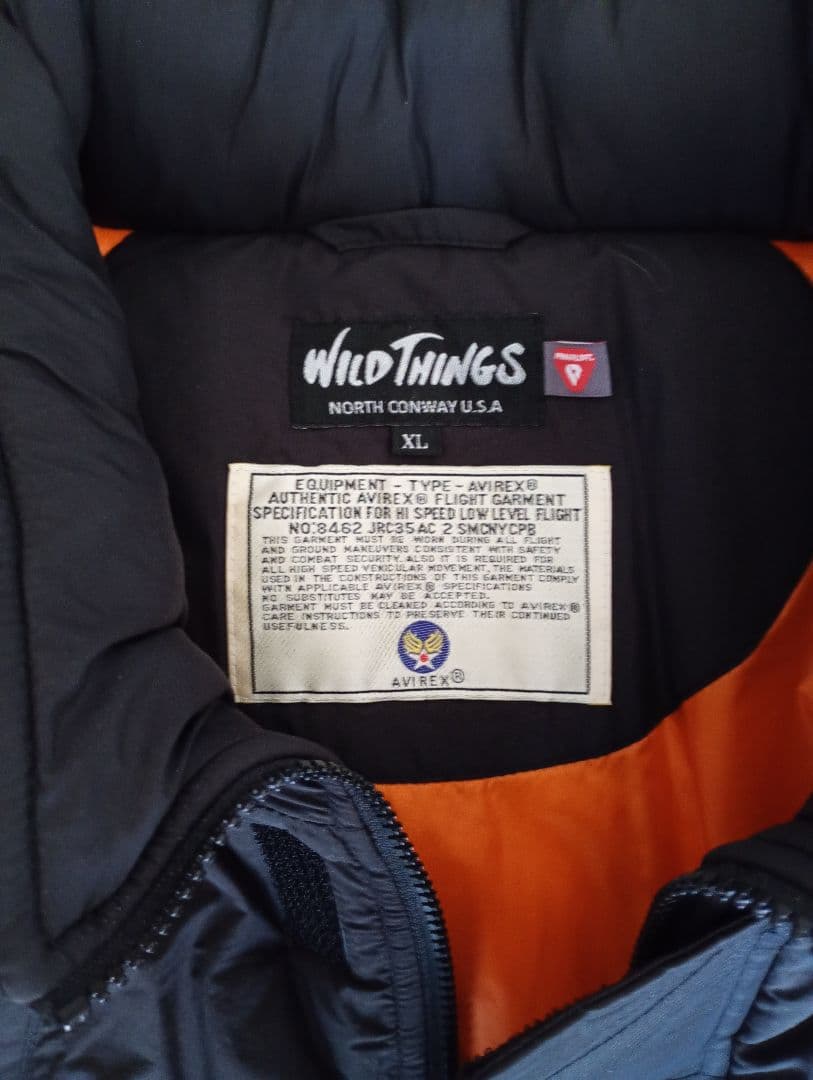 WILD THINGS
NORTH CONWAY U.S.A
PRIMALOFT.
XL
EQUIPMENT - TYPE - AVIREX®
AUTHENTIC AVIREX® FLIGHT GARMENT
SPECIFICATION FOR HI SPEED LOW LEVEL FLIGHT
NO:8462 JRC35AC 2 SMCNYCPB
THIS GARMENT MUST BE WORN DURING ALL FLIGHT
AND GROUND MANEUVERS CONSISTENT WITH SAFETY
AND COMBAT SECURITY. ALSO IT IS REQUIRED FOR
ALL HIGH SPEED VEHICULAR MOVEMENT, THE MATERIALS
USED IN THE CONSTRUCTIONS OF THIS GARMENT COMPLY
WITH APPLICABLE AVIREX® SPECIFICATIONS
NO SUBSTITUTES MAY BE ACCEPTED.
GARMENT MUST BE CLEANED ACCORDING TO AVIREX®
CARE INSTRUCTIONS TO PRESERVE THEIR CONTINUED
USEFULNESS.
AVIREX®